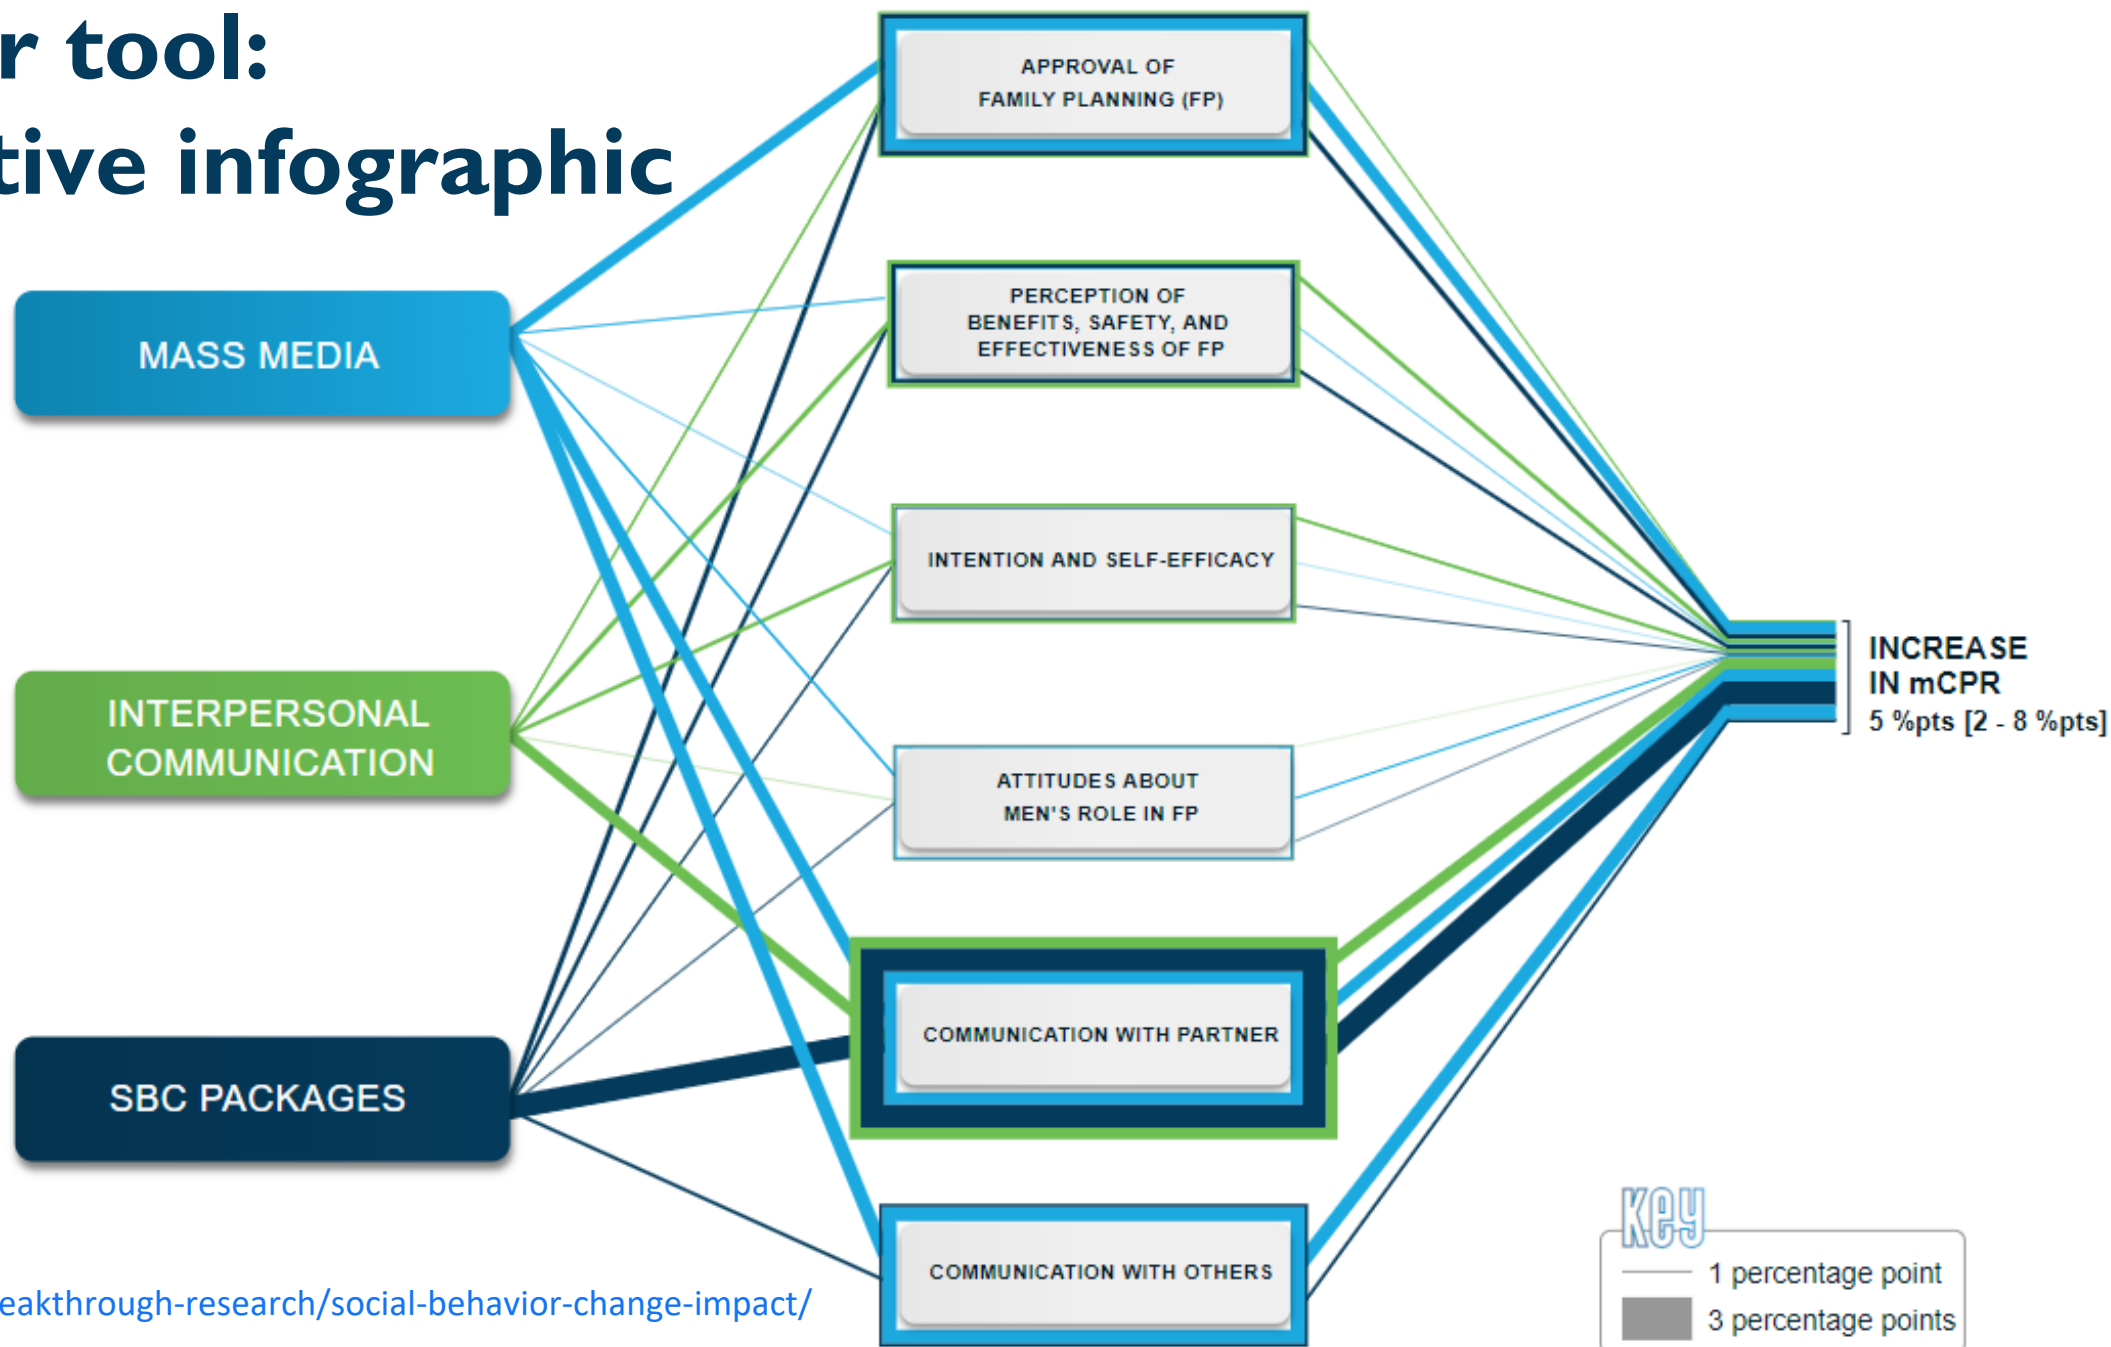 r tool:
tive infographic
MASS MEDIA
INTERPERSONAL
COMMUNICATION
SBC PACKAGES
APPROVAL OF
FAMILY PLANNING (FP)
PERCEPTION OF
BENEFITS, SAFETY, AND
EFFECTIVENESS OF FP
INTENTION AND SELF-EFFICACY
ATTITUDES ABOUT
MEN'S ROLE IN FP
COMMUNICATION WITH PARTNER
COMMUNICATION WITH OTHERS
INCREASE
IN mCPR
5 %pts [2 - 8 %pts]
Key
1 percentage point
3 percentage points
eakthrough-research/social-behavior-change-impact/